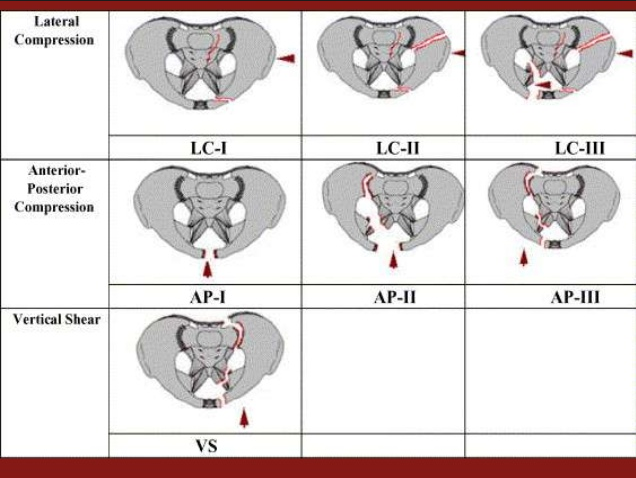 Lateral
Compression
LC-I
LC-II
LC-III
Anterior-
Posterior
Compression
AP-I
AP-II
AP-III
Vertical Shear
VS